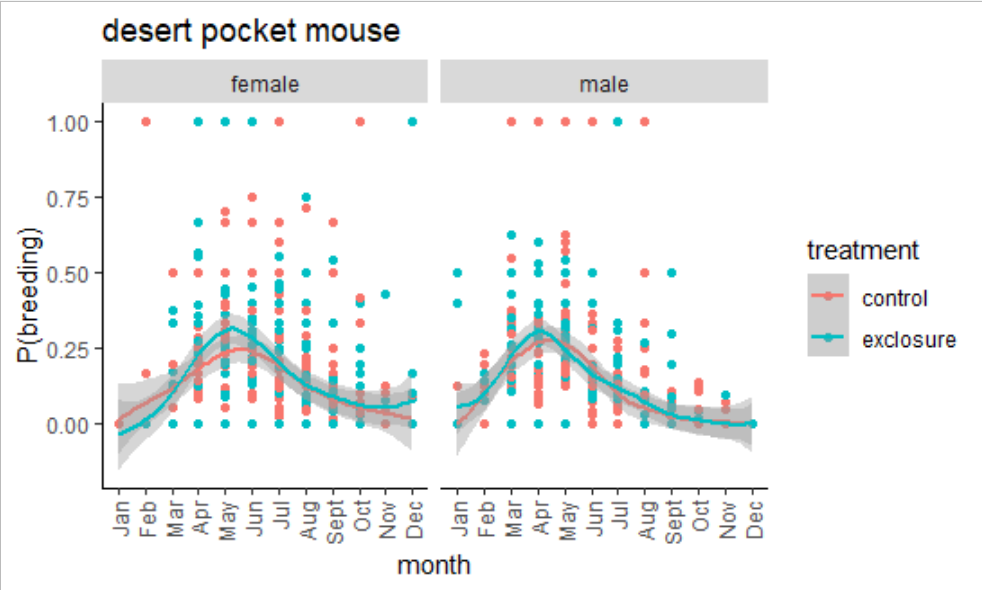 desert pocket mouse
female male
1.00
0.75
0.50
0.25
0.00
P(breeding)
Jan Feb Mar Apr May Jun Jul Aug Sept Oct Nov Dec
Jan Feb Mar Apr May Jun Jul Aug Sept Oct Nov Dec
month
treatment
control
exclosure